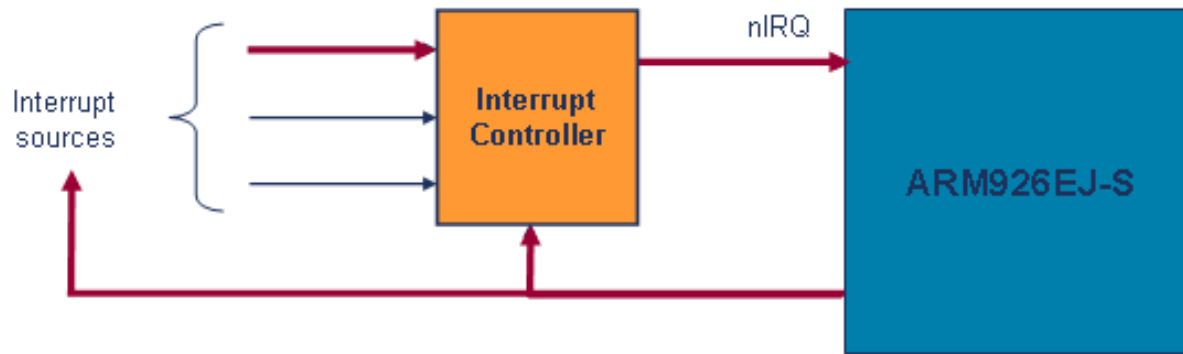 nIRQ
Interrupt
sources
Interrupt
Controller
ARM926EJ-S